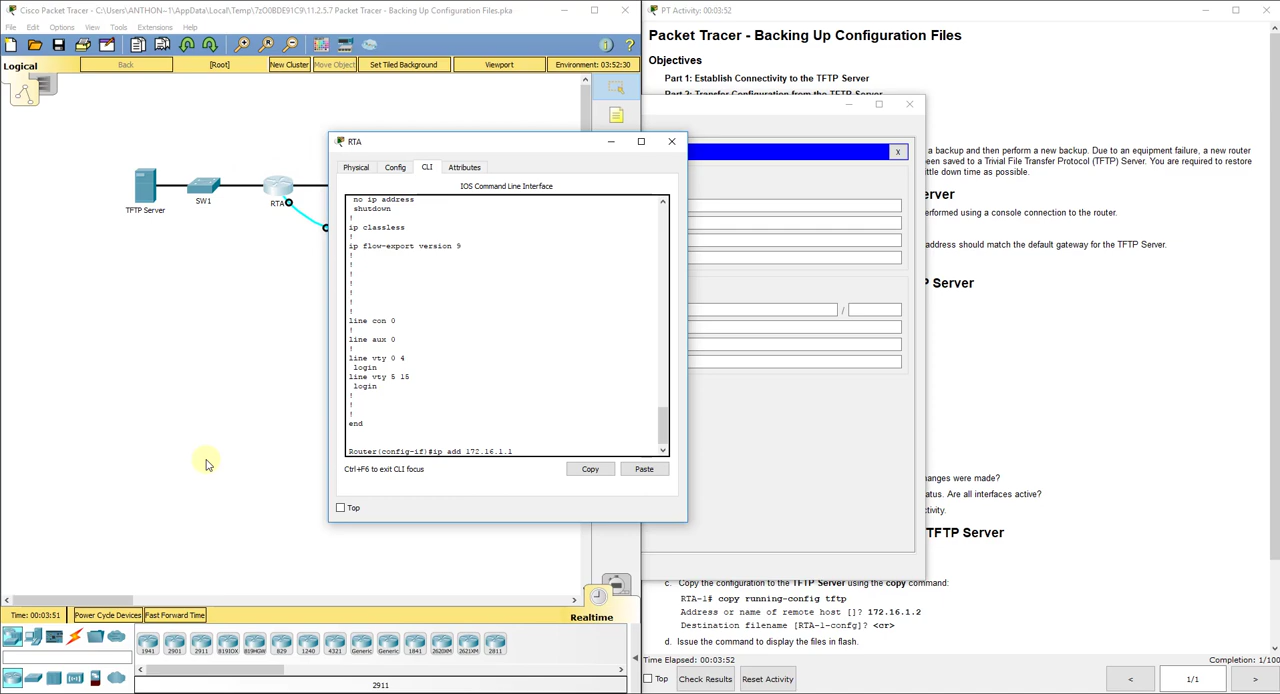 Cisco Packet Tracer - C:\Users\ANTHON~1\AppData\Local\Temp\7zO0BDE91C9\11.2.5.7 Packet Tracer - Backing Up Configuration Files.pka
File Edit Options View Tools Extensions Help
Logical Back [Root] New Cluster Move Object Set Tiled Background Viewport Environment: 03:52:30
TFTP Server
SW1
RTA
RTA
Physical Config CLI Attributes
IOS Command Line Interface
no ip address
shutdown
!
ip classless
!
ip flow-export version 9
!
!
!
!
!
!
!
line con 0
!
line aux 0
!
line vty 0 4
login
line vty 5 15
login
!
!
!
end
Router(config-if)#ip add 172.16.1.1
Ctrl+F6 to exit CLI focus Copy Paste
Top
X
/
Time: 00:03:51 Power Cycle Devices Fast Forward Time Realtime
1941 2901 2911 819IOX 819HGW 829 1240 4321 Generic Generic 1841 2620XM 2621XM 2811
2911
PT Activity: 00:03:52
Packet Tracer - Backing Up Configuration Files
Objectives
Part 1: Establish Connectivity to the TFTP Server
Part 2: Transfer Configuration from the TFTP Server
a backup and then perform a new backup. Due to an equipment failure, a new router
een saved to a Trivial File Transfer Protocol (TFTP) Server. You are required to restore
ittle down time as possible.
erver
erformed using a console connection to the router.
address should match the default gateway for the TFTP Server.
P Server
hanges were made?
tatus. Are all interfaces active?
ctivity.
TFTP Server
c. Copy the configuration to the TFTP Server using the copy command:
RTA-1# copy running-config tftp
Address or name of remote host []? 172.16.1.2
Destination filename [RTA-1-confg]? <cr>
d. Issue the command to display the files in flash.
Time Elapsed: 00:03:52 Completion: 1/100
Top Check Results Reset Activity < 1/1 >